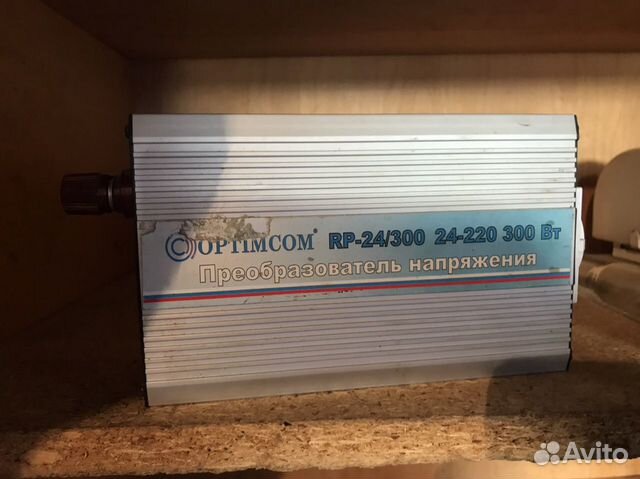 ©OPTIMCOM® RP-24/300 24-220 300 Вт
Преобразователь напряжения
Avito